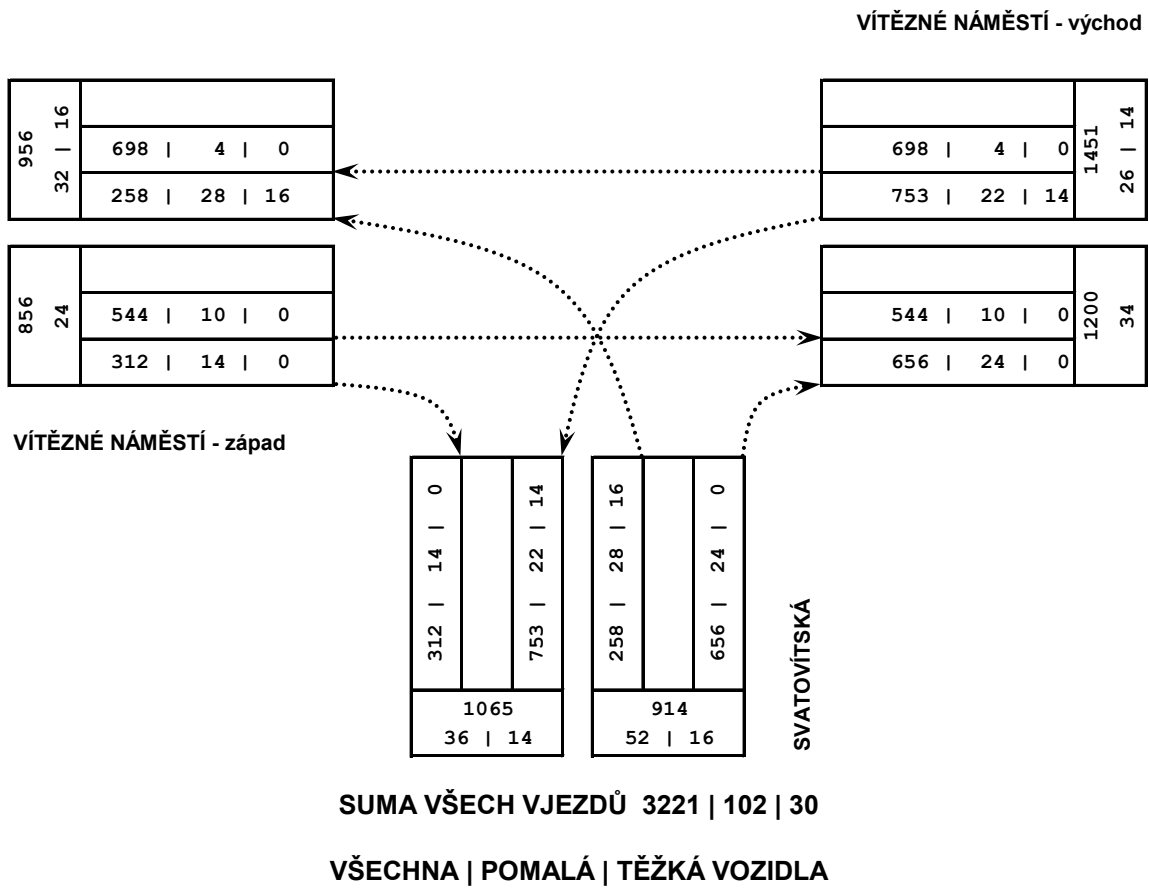 VÍTĚZNÉ NÁMĚSTÍ - východ
956
32 | 16
698 | 4 | 0
258 | 28 | 16
698 | 4 | 0
753 | 22 | 14
1451
26 | 14
856
24
544 | 10 | 0
312 | 14 | 0
544 | 10 | 0
656 | 24 | 0
1200
34
VÍTĚZNÉ NÁMĚSTÍ - západ
312 | 14 | 0
753 | 22 | 14
258 | 28 | 16
656 | 24 | 0
SVATOVÍTSKÁ
1065
36 | 14
914
52 | 16
SUMA VŠECH VJEZDŮ 3221 | 102 | 30
VŠECHNA | POMALÁ | TĚŽKÁ VOZIDLA